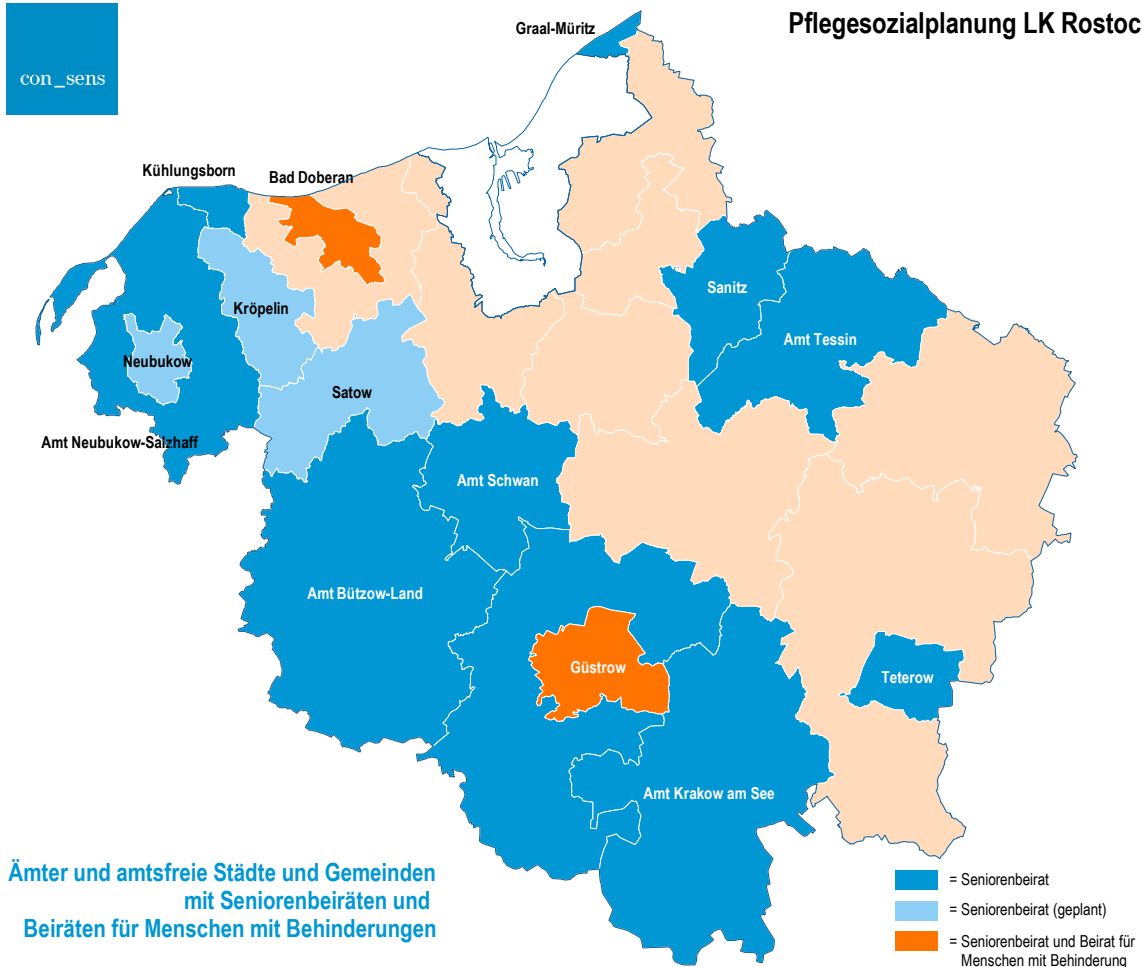 con_sens
Pflegesozialplanung LK Rostoc
Graal-Müritz
Kühlungsborn
Bad Doberan
Sanitz
Kröpelin
Amt Tessin
Neubukow
Satow
Amt Neubukow-Salzhaff
Amt Schwan
Amt Bützow-Land
Güstrow
Teterow
Amt Krakow am See
Ämter und amtsfreie Städte und Gemeinden
mit Seniorenbeiräten und
Beiräten für Menschen mit Behinderungen
= Seniorenbeirat
= Seniorenbeirat (geplant)
= Seniorenbeirat und Beirat für
Menschen mit Behinderung